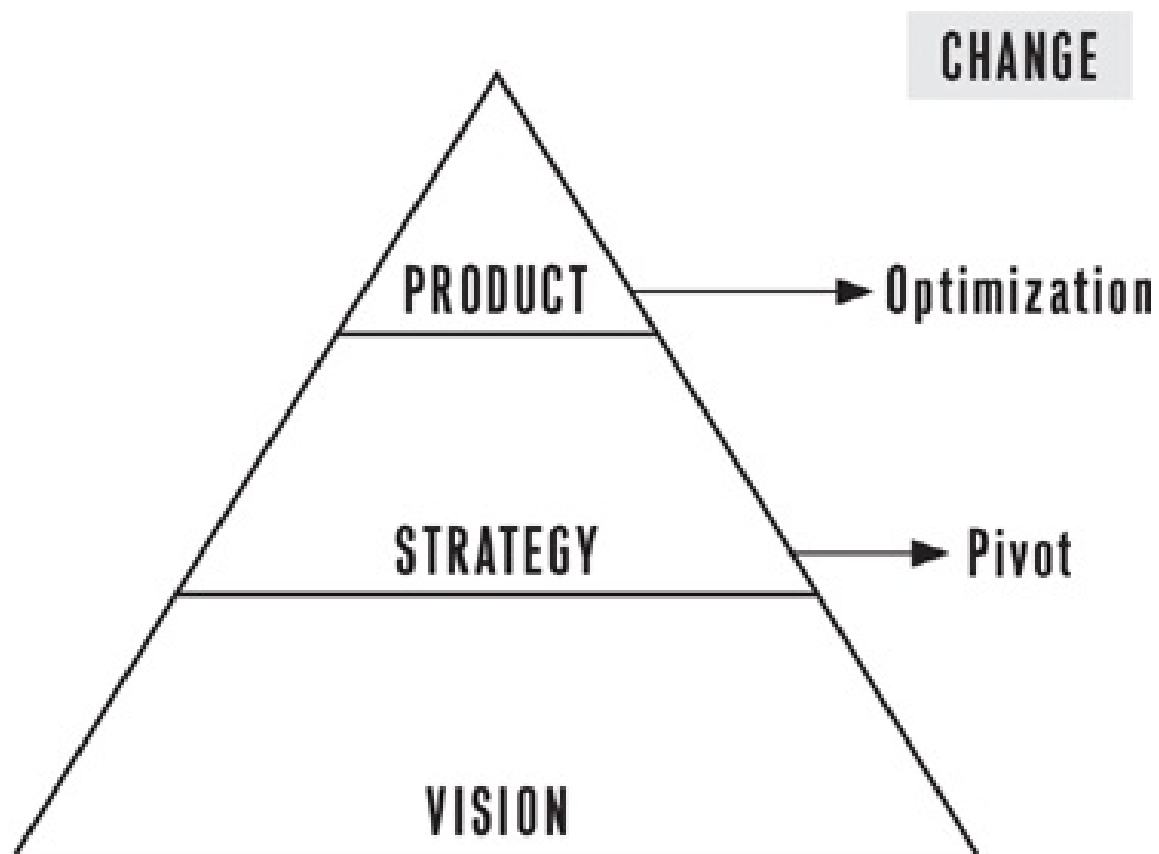 CHANGE
PRODUCT
Optimization
STRATEGY
Pivot
VISION